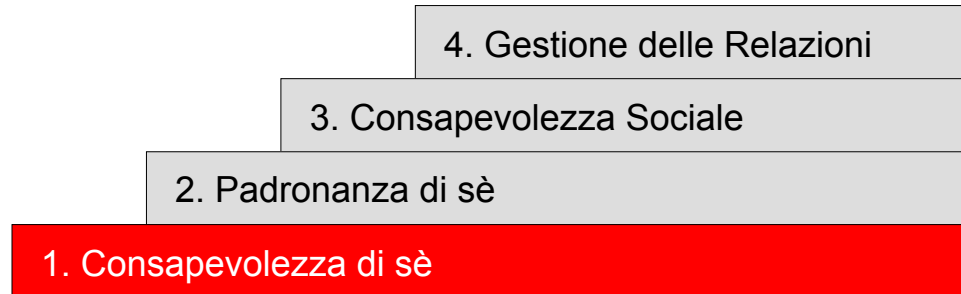 4. Gestione delle Relazioni
3. Consapevolezza Sociale
2. Padronanza di sè
1. Consapevolezza di sè